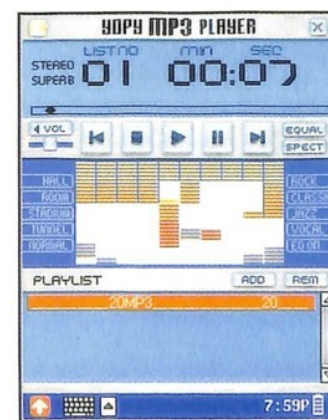 YOPY MP3 PLAYER
LIST NO MIN SEC
STEREO
SUPERB
01 00:07
VOL
EQUAL
SPECT
HALL
ROOM
STADIUM
TUNNEL
NORMAL
ROCK
CLASS
JAZZ
VOCAL
EQ ON
PLAYLIST ADD REM
20MP3 20
7:59P